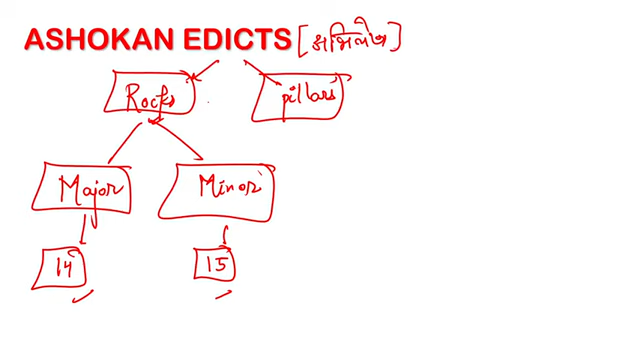 ASHOKAN EDICTS [अभिलेख]
Rocks pillars
Major Minor
14 15